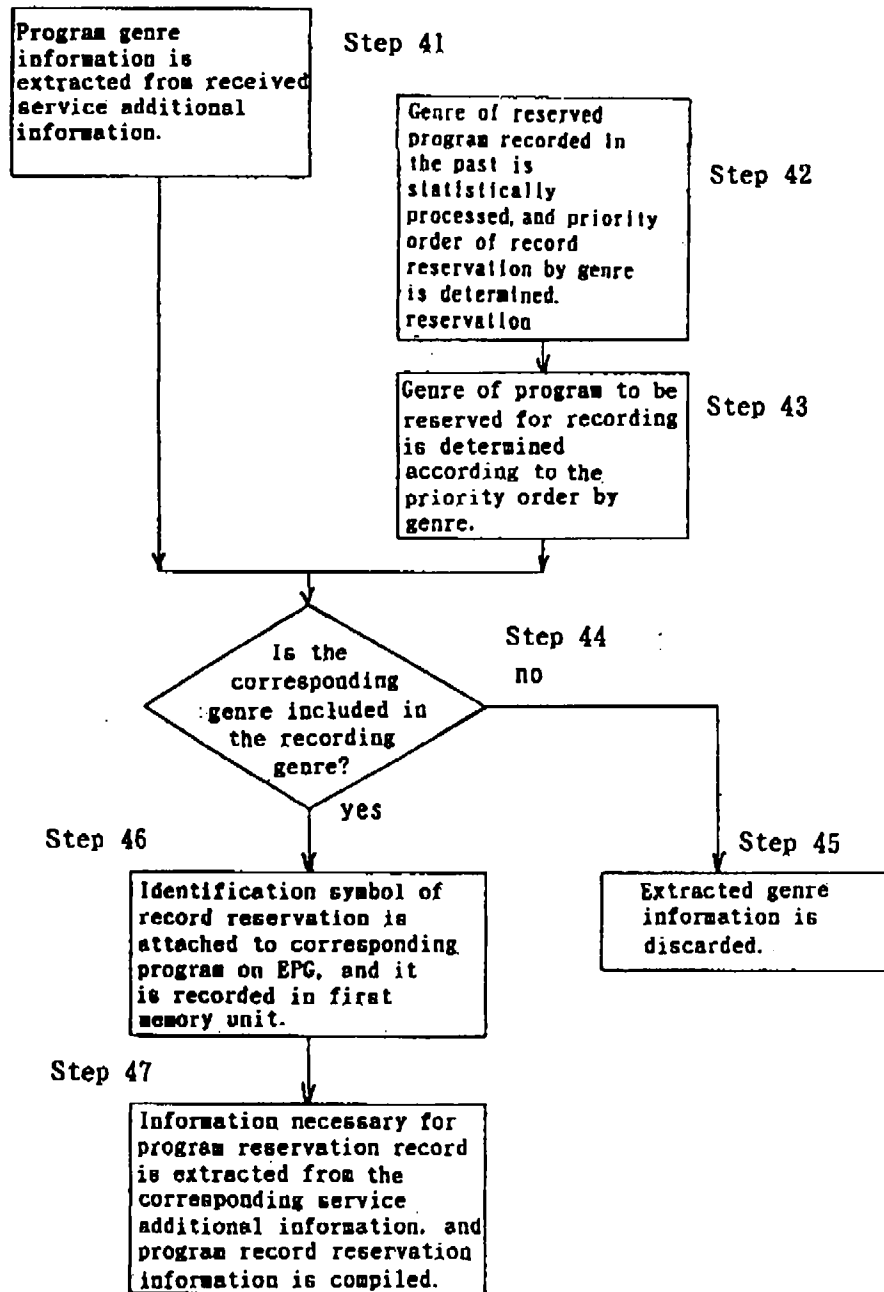 Program genre
information is
extracted from received
service additional
information.
Step 41
Genre of reserved
program recorded in
the past is
statistically
processed, and priority
order of record
reservation by genre
is determined.
reservation
Step 42
Genre of program to be
reserved for recording
is determined
according to the
priority order by
genre.
Step 43
Is the
corresponding
genre included in
the recording
genre?
Step 44
no
yes
Step 46
Identification symbol of
record reservation is
attached to corresponding
program on EPG, and it
is recorded in first
memory unit.
Step 45
Extracted genre
information is
discarded.
Step 47
Information necessary for
program reservation record
is extracted from the
corresponding service
additional information, and
program record reservation
information is compiled.